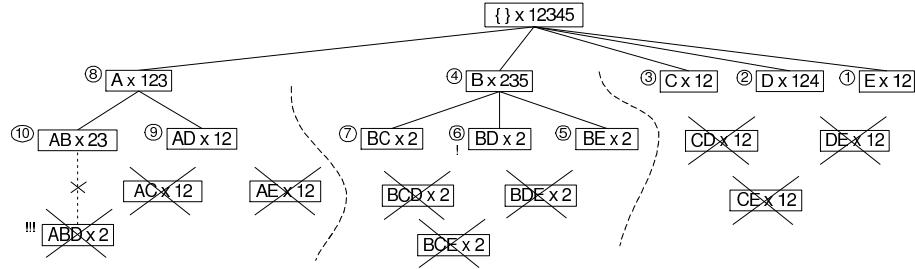 { } x 12345
⑧ A x 123 ④ B x 235 ③ C x 12 ② D x 124 ① E x 12
⑩ AB x 23 ⑨ AD x 12 ⑦ BC x 2 ⑥ BD x 2 ⑤ BE x 2 CD x 12 DE x 12
!
AC x 12 AE x 12 BCD x 2 BDE x 2 CE x 12
!!! ABD x 2 BCE x 2